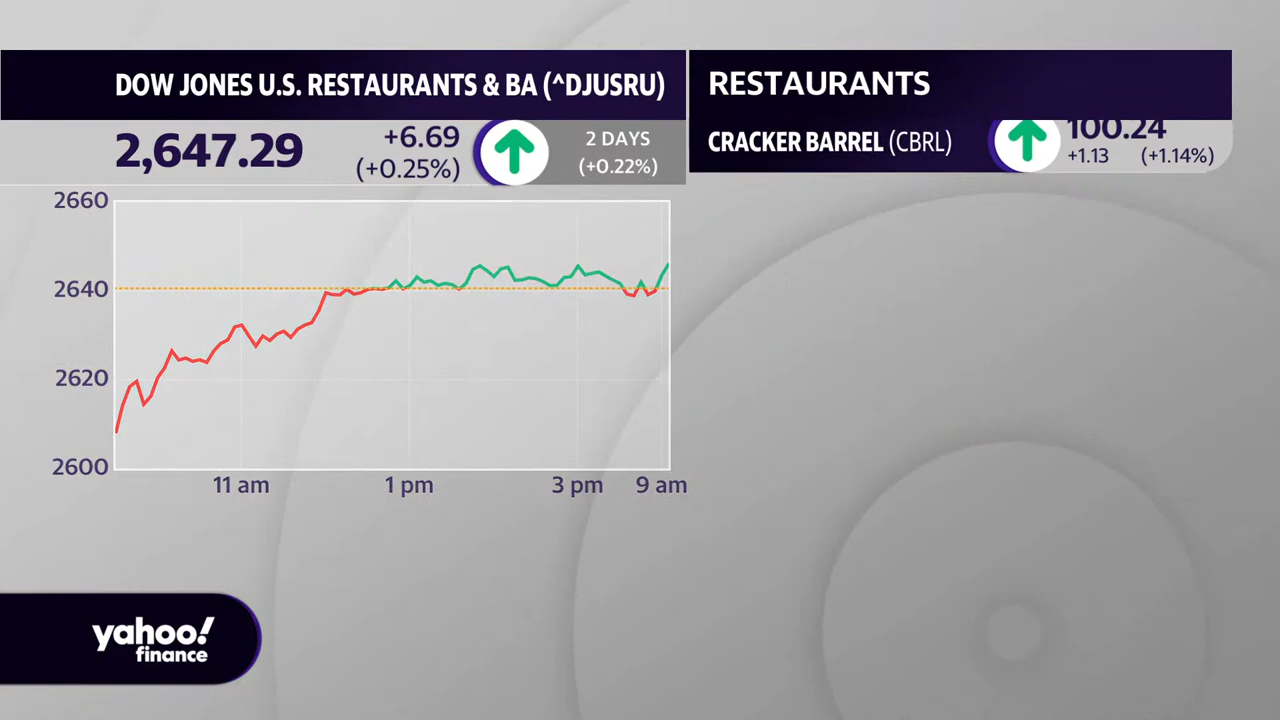 DOW JONES U.S. RESTAURANTS & BA (^DJUSRU)
2,647.29
+6.69
(+0.25%)
2 DAYS
(+0.22%)
2660
2640
2620
2600
11 am
1 pm
3 pm
9 am
RESTAURANTS
CRACKER BARREL (CBRL)
100.24
+1.13
(+1.14%)
yahoo!
finance